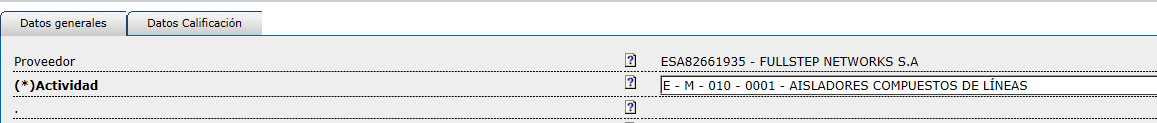 Datos generales Datos Calificación
Proveedor ? ESA82661935 - FULLSTEP NETWORKS S.A
(*)Actividad ? E - M - 010 - 0001 - AISLADORES COMPUESTOS DE LÍNEAS
. ?